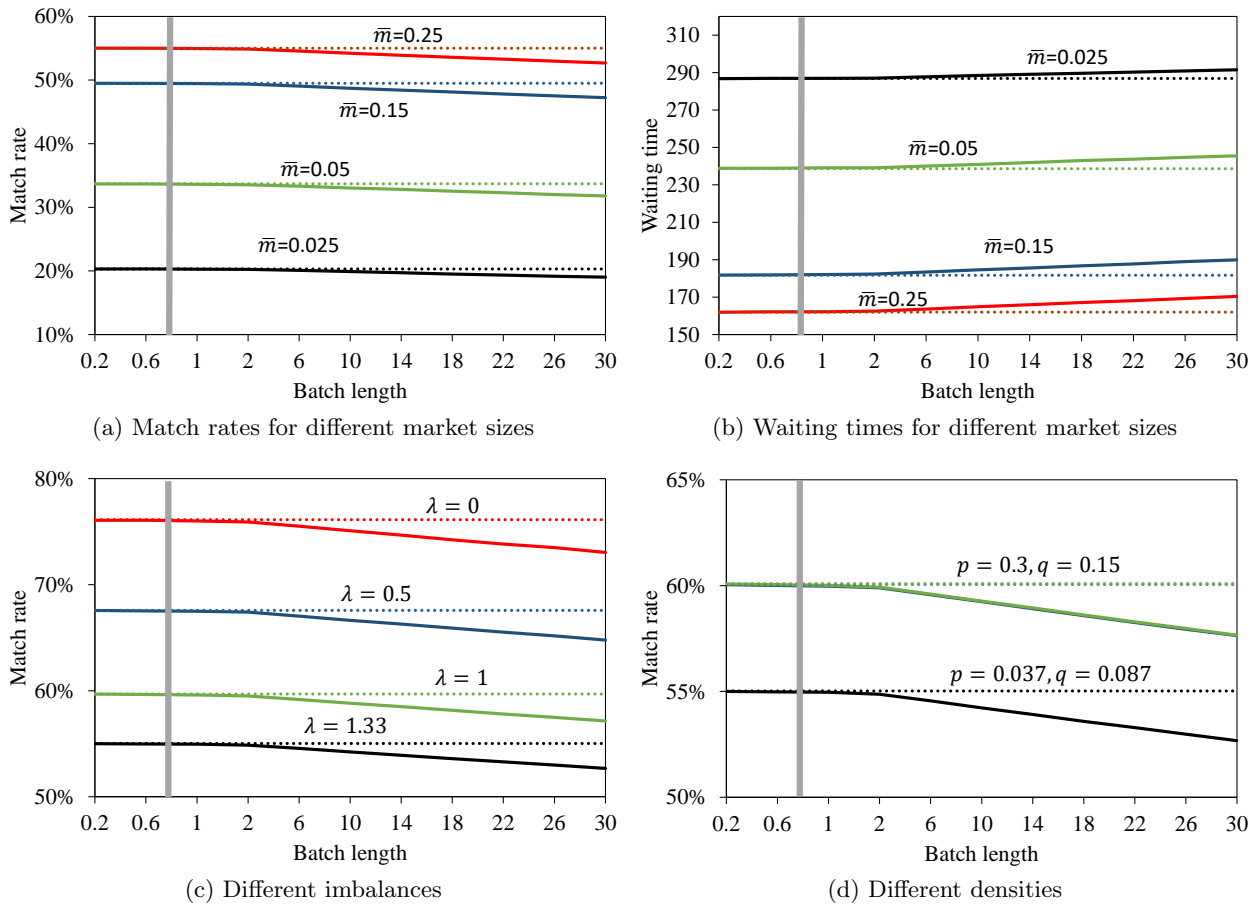 60%
50%
40%
30%
20%
10%
Match rate
m̅=0.25
m̅=0.15
m̅=0.05
m̅=0.025
0.2 0.6 1 2 6 10 14 18 22 26 30
Batch length
(a) Match rates for different market sizes
310
290
270
250
230
210
190
170
150
Waiting time
m̅=0.025
m̅=0.05
m̅=0.15
m̅=0.25
0.2 0.6 1 2 6 10 14 18 22 26 30
Batch length
(b) Waiting times for different market sizes
80%
70%
60%
50%
Match rate
λ = 0
λ = 0.5
λ = 1
λ = 1.33
0.2 0.6 1 2 6 10 14 18 22 26 30
Batch length
(c) Different imbalances
65%
60%
55%
50%
Match rate
p = 0.3, q = 0.15
p = 0.037, q = 0.087
0.2 0.6 1 2 6 10 14 18 22 26 30
Batch length
(d) Different densities